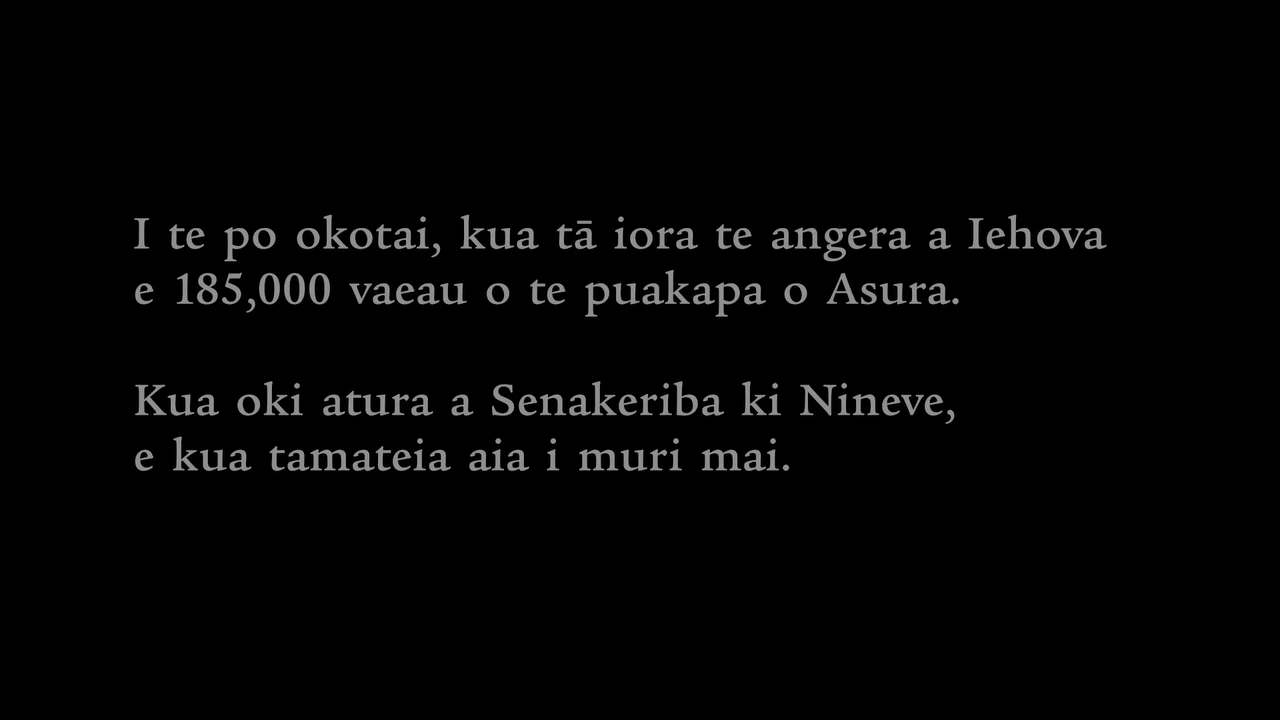 I te po okotai, kua tā iora te angera a Iehova
e 185,000 vaeau o te puakapa o Asura.
Kua oki atura a Senakeriba ki Nineve,
e kua tamateia aia i muri mai.